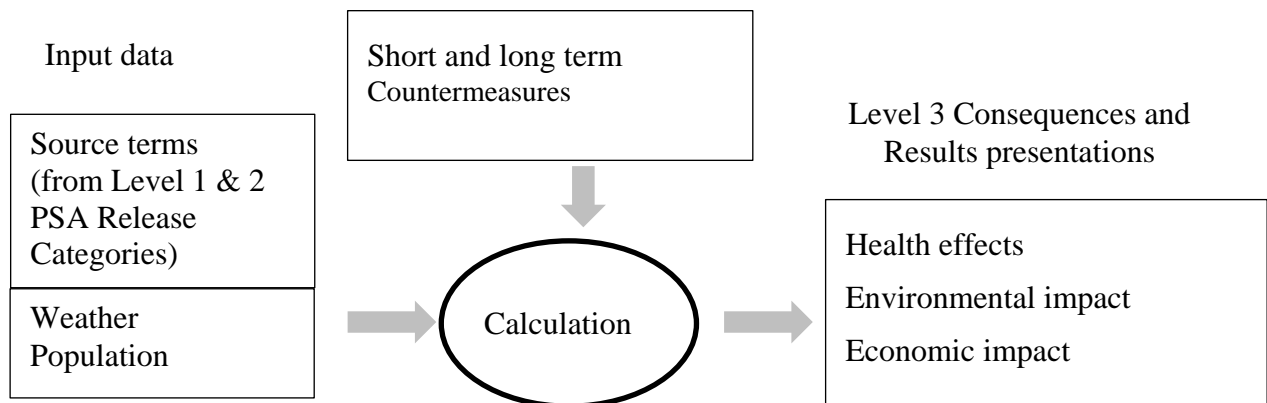 Input data
Source terms
(from Level 1 & 2
PSA Release
Categories)
Weather
Population
Short and long term
Countermeasures
Calculation
Level 3 Consequences and
Results presentations
Health effects
Environmental impact
Economic impact